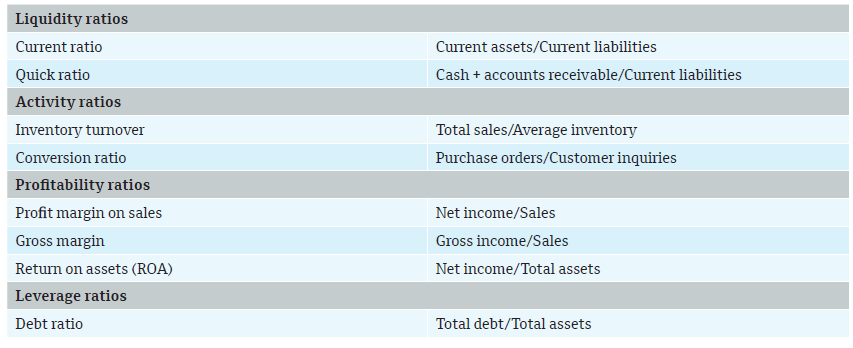 Liquidity ratios
Current ratio Current assets/Current liabilities
Quick ratio Cash + accounts receivable/Current liabilities
Activity ratios
Inventory turnover Total sales/Average inventory
Conversion ratio Purchase orders/Customer inquiries
Profitability ratios
Profit margin on sales Net income/Sales
Gross margin Gross income/Sales
Return on assets (ROA) Net income/Total assets
Leverage ratios
Debt ratio Total debt/Total assets